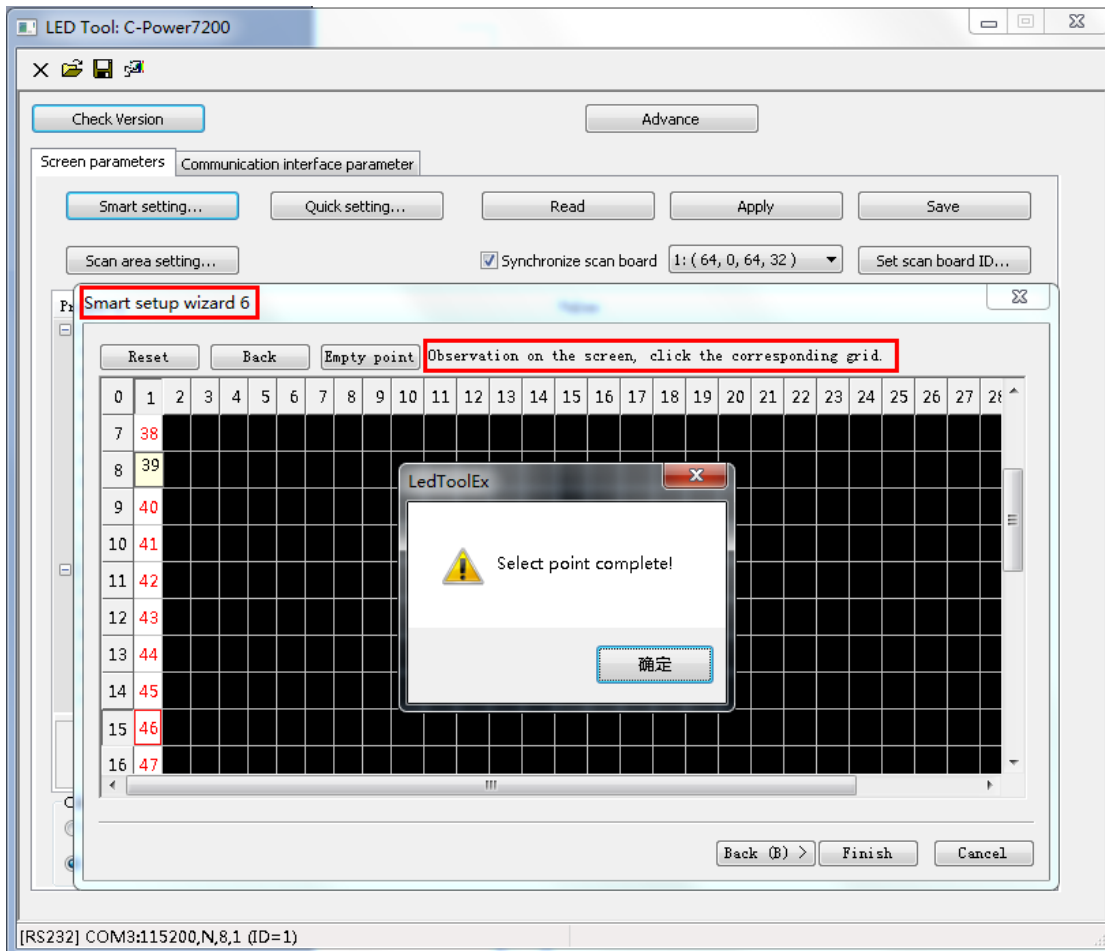 LED Tool: C-Power7200
Check Version
Advance
Screen parameters
Communication interface parameter
Smart setting...
Quick setting...
Read
Apply
Save
Scan area setting...
Synchronize scan board
1: ( 64, 0, 64, 32 )
Set scan board ID...
Smart setup wizard 6
Reset
Back
Empty point
Observation on the screen, click the corresponding grid.
0 1 2 3 4 5 6 7 8 9 10 11 12 13 14 15 16 17 18 19 20 21 22 23 24 25 26 27
7 38
8 39
9 40
10 41
11 42
12 43
13 44
14 45
15 46
16 47
LedToolEx
Select point complete!
确定
Back (B) >
Finish
Cancel
[RS232] COM3:115200,N,8,1 (ID=1)